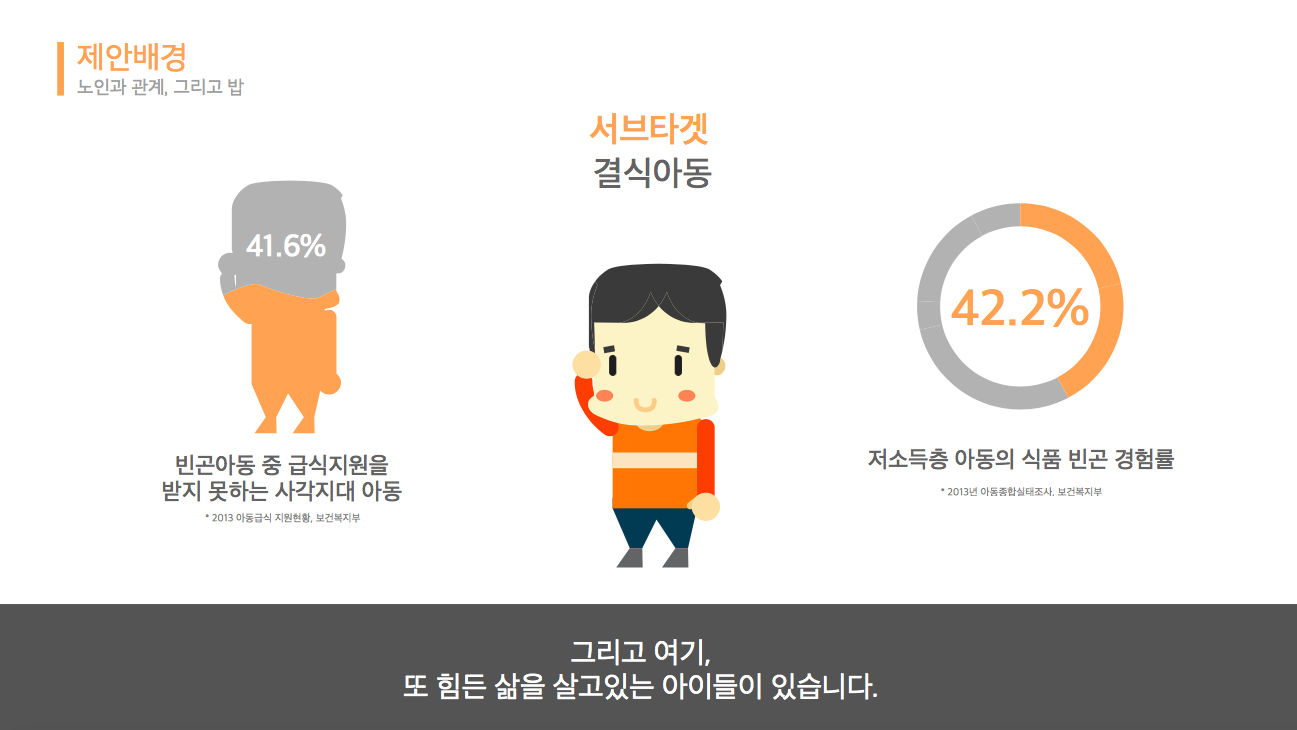 제안배경
노인과 관계, 그리고 밥
서브타겟
결식아동
41.6%
빈곤아동 중 급식지원을
받지 못하는 사각지대 아동
* 2013 아동급식 지원현황, 보건복지부
42.2%
저소득층 아동의 식품 빈곤 경험률
* 2013년 아동종합실태조사, 보건복지부
그리고 여기,
또 힘든 삶을 살고있는 아이들이 있습니다.